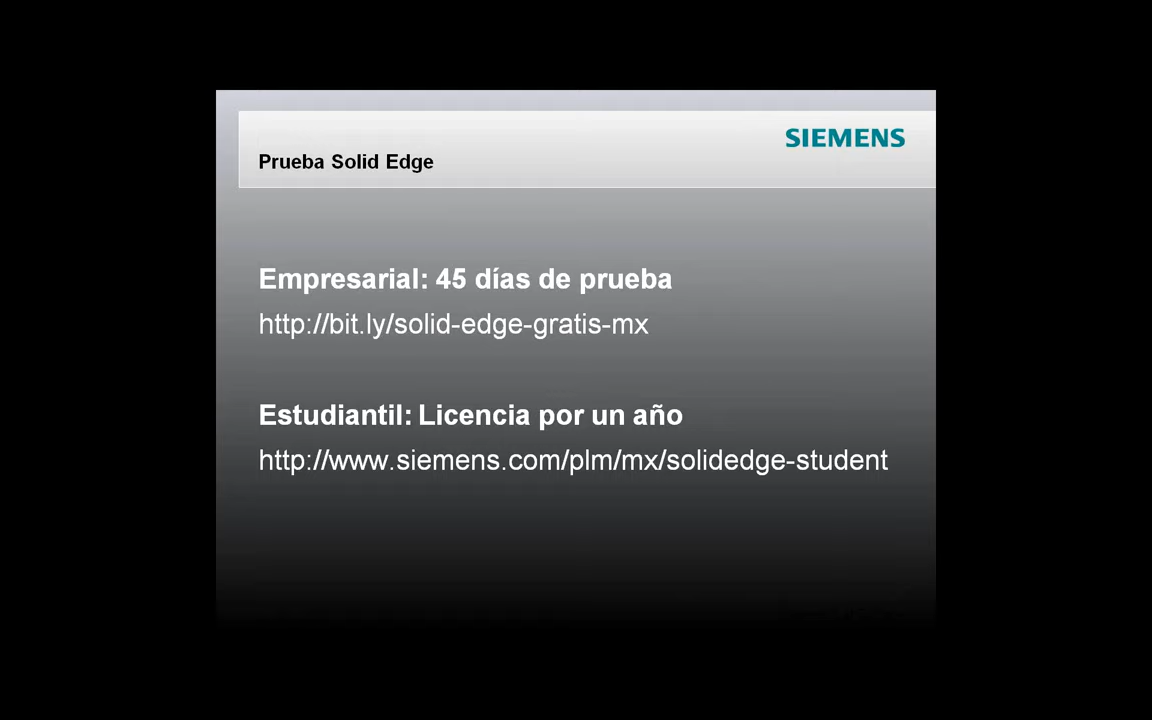 SIEMENS
Prueba Solid Edge
Empresarial: 45 días de prueba
http://bit.ly/solid-edge-gratis-mx
Estudiantil: Licencia por un año
http://www.siemens.com/plm/mx/solidedge-student